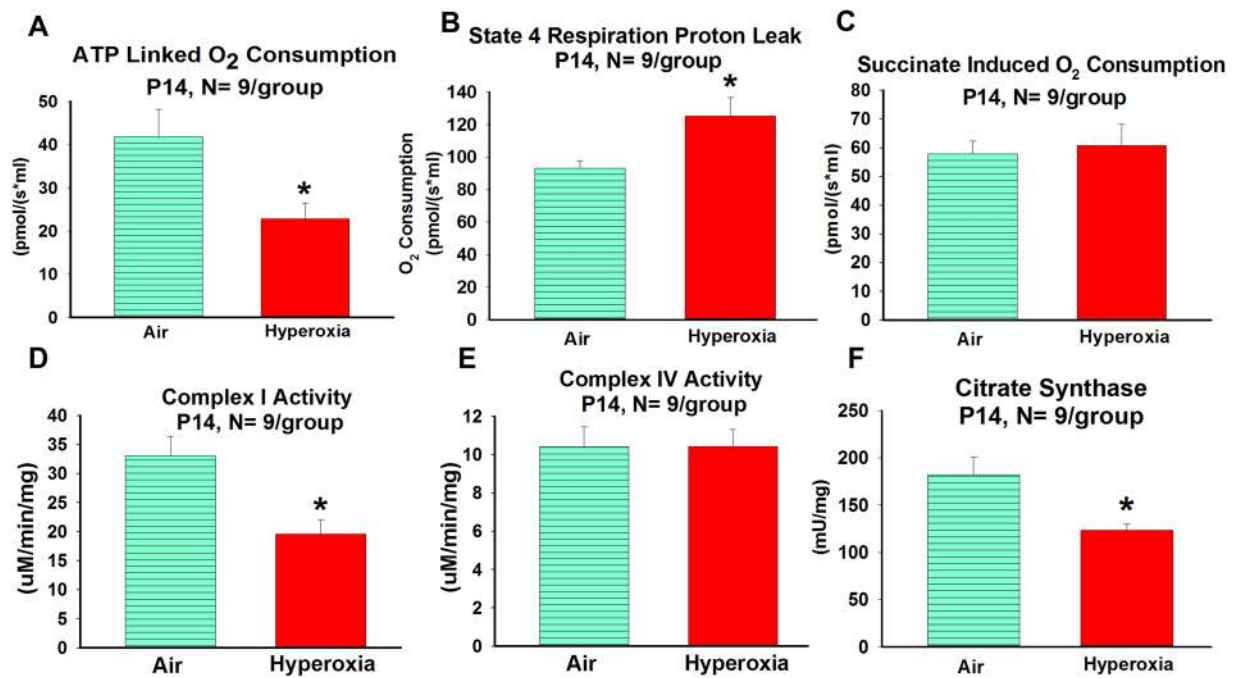 A
ATP Linked O2 Consumption
P14, N= 9/group
(pmol/(s*ml)
50
40
30
20
10
0
*
Air
Hyperoxia
B
State 4 Respiration Proton Leak
P14, N= 9/group
O2 Consumption
(pmol/(s*ml)
140
120
100
80
60
40
20
0
*
Air
Hyperoxia
C
Succinate Induced O2 Consumption
P14, N= 9/group
(pmol/(s*ml)
80
70
60
50
40
30
20
10
0
Air
Hyperoxia
D
Complex I Activity
P14, N= 9/group
(uM/min/mg)
40
35
30
25
20
15
10
5
0
*
Air
Hyperoxia
E
Complex IV Activity
P14, N= 9/group
(uM/min/mg)
12
10
8
6
4
2
0
Air
Hyperoxia
F
Citrate Synthase
P14, N= 9/group
(mU/mg)
250
200
150
100
50
0
*
Air
Hyperoxia